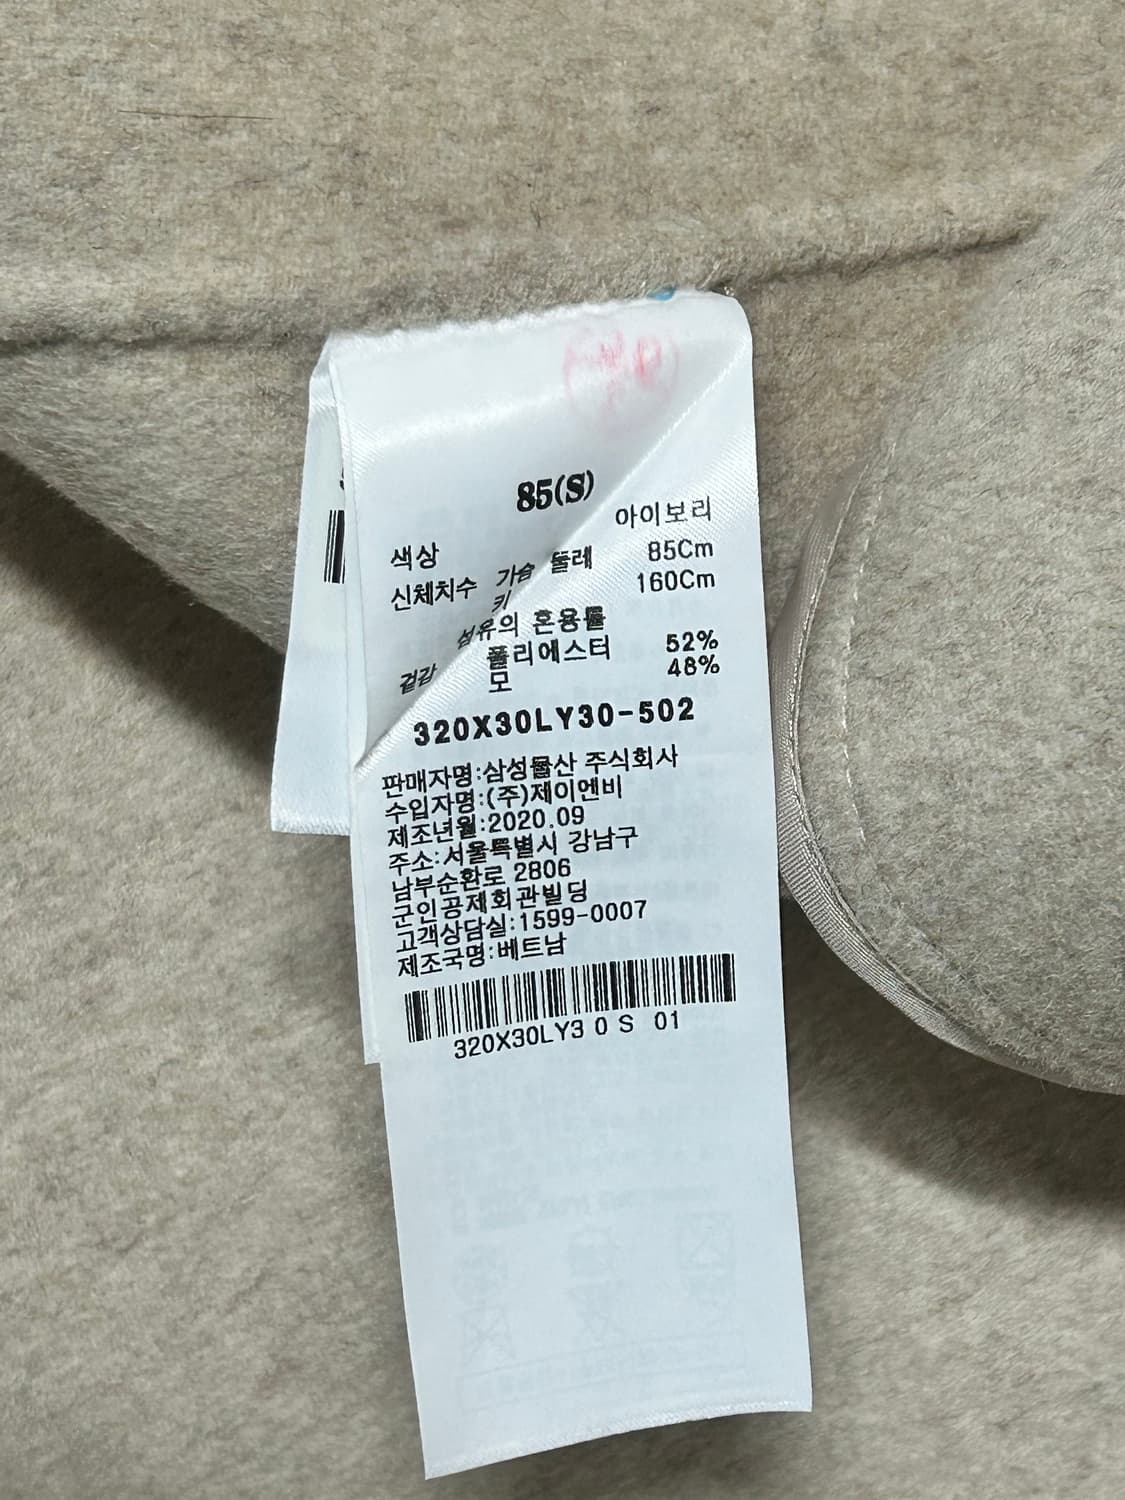 85(S)
색상 아이보리
신체치수 가슴 둘레 85Cm
키 160Cm
섬유의 혼용률
겉감 폴리에스터 52%
모 48%
320X30LY30-502
판매자명:삼성물산 주식회사
수입자명:(주)제이엔비
제조년월:2020.09
주소:서울특별시 강남구
남부순환로 2806
군인공제회관빌딩
고객상담실:1599-0007
제조국명:베트남
320X30LY3 0 S 01